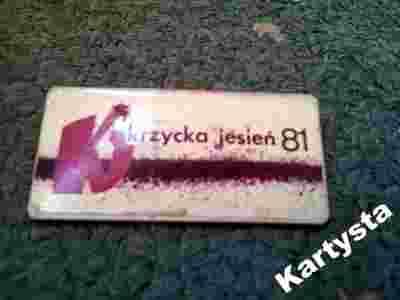 krzycka jesień 81
Kartysta